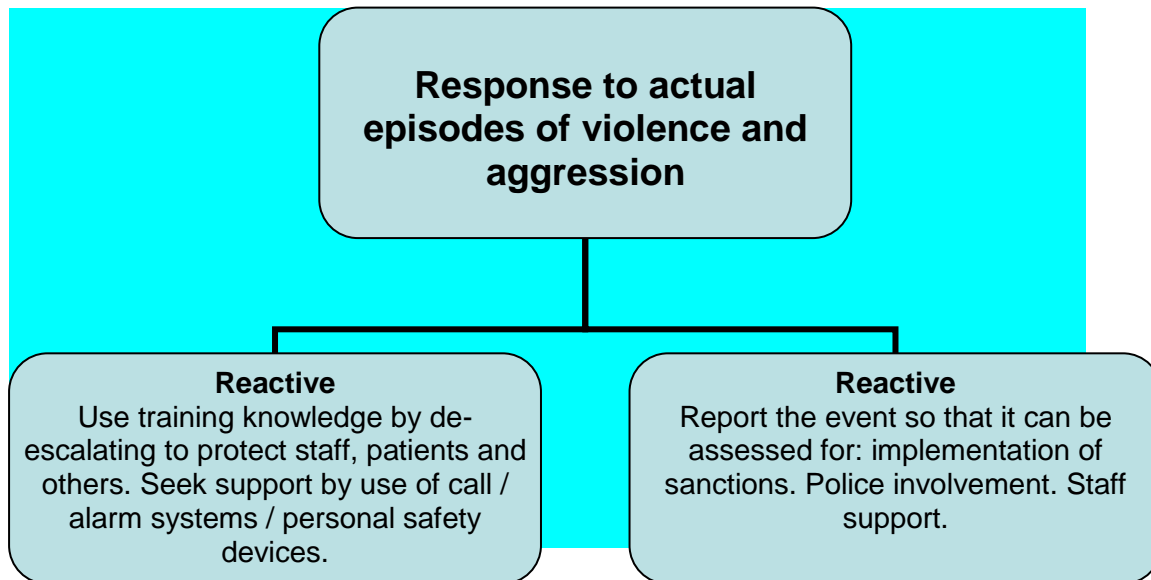 Response to actual
episodes of violence and
aggression
Reactive
Use training knowledge by de-
escalating to protect staff, patients and
others. Seek support by use of call /
alarm systems / personal safety
devices.
Reactive
Report the event so that it can be
assessed for: implementation of
sanctions. Police involvement. Staff
support.